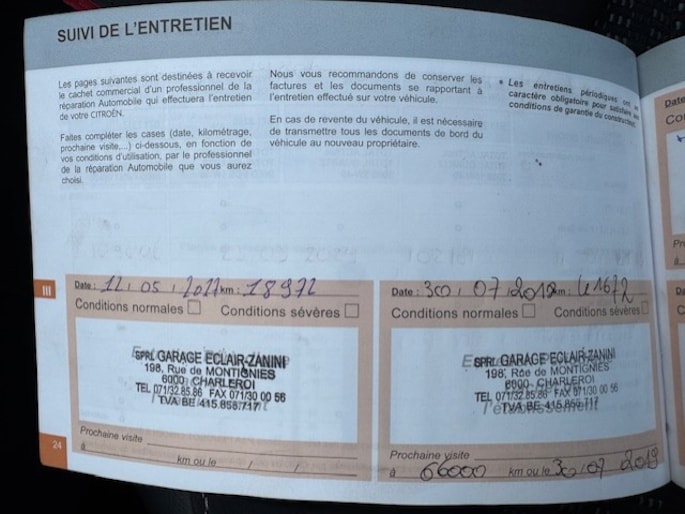 SUIVI DE L'ENTRETIEN
Les pages suivantes sont destinées à recevoir
le cachet commercial d'un professionnel de la
réparation Automobile qui effectuera l'entretien
de votre CITROËN.
Faites compléter les cases (date, kilométrage,
prochaine visite,...) ci-dessous, en fonction de
vos conditions d'utilisation, par le professionnel
de la réparation Automobile que vous aurez
choisi.
Nous vous recommandons de conserver les
factures et les documents se rapportant à
l'entretien effectué sur votre véhicule.
En cas de revente du véhicule, il est nécessaire
de transmettre tous les documents de bord du
véhicule au nouveau propriétaire.
* Les entretiens périodiques ont un
caractère obligatoire pour satisfaire aux
conditions de garantie du constructeur.
III
Date : 12.05. km : 18972
Conditions normales
Conditions sévères
SPRL GARAGE ECLAIR-ZANINI
198, Rue de MONTIGNIES
6000 CHARLEROI
TEL 071/32.85.86 FAX 071/30 00 56
TVA BE 415.858.717
Prochaine visite
à km ou le / /
Date : 30.07.2018 km : 41672
Conditions normales
Conditions sévères
SPRL GARAGE ECLAIR-ZANINI
198, Rue de MONTIGNIES
6000 CHARLEROI
TEL 071/32.85.86 FAX 071/30 00 56
TVA BE 415.858.717
l'établissement
Prochaine visite
à 66000 km ou le 30/07/2019
24
Date